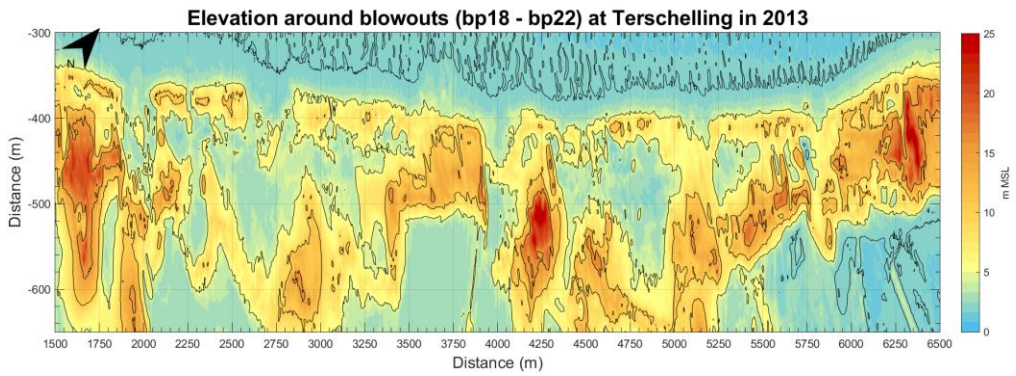 Elevation around blowouts (bp18 - bp22) at Terschelling in 2013
N
Distance (m)
-300
-400
-500
-600
1500 1750 2000 2250 2500 2750 3000 3250 3500 3750 4000 4250 4500 4750 5000 5250 5500 5750 6000 6250 6500
Distance (m)
25
20
15
10
5
0
m MSL